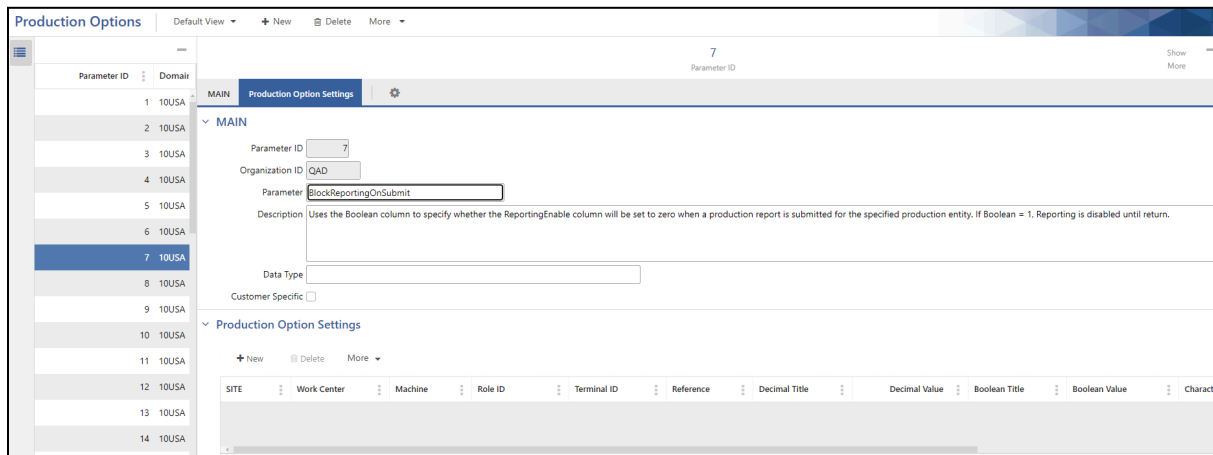 Production Options Default View + New Delete More
7 Show
Parameter ID More
Parameter ID Domain
MAIN Production Option Settings
1 10USA
2 10USA
3 10USA
4 10USA
5 10USA
6 10USA
7 10USA
8 10USA
9 10USA
10 10USA
11 10USA
12 10USA
13 10USA
14 10USA
MAIN
Parameter ID 7
Organization ID QAD
Parameter BlockReportingOnSubmit
Description Uses the Boolean column to specify whether the ReportingEnable column will be set to zero when a production report is submitted for the specified production entity. If Boolean = 1, Reporting is disabled until return.
Data Type
Customer Specific
Production Option Settings
+ New Delete More
SITE Work Center Machine Role ID Terminal ID Reference Decimal Title Decimal Value Boolean Title Boolean Value Charact